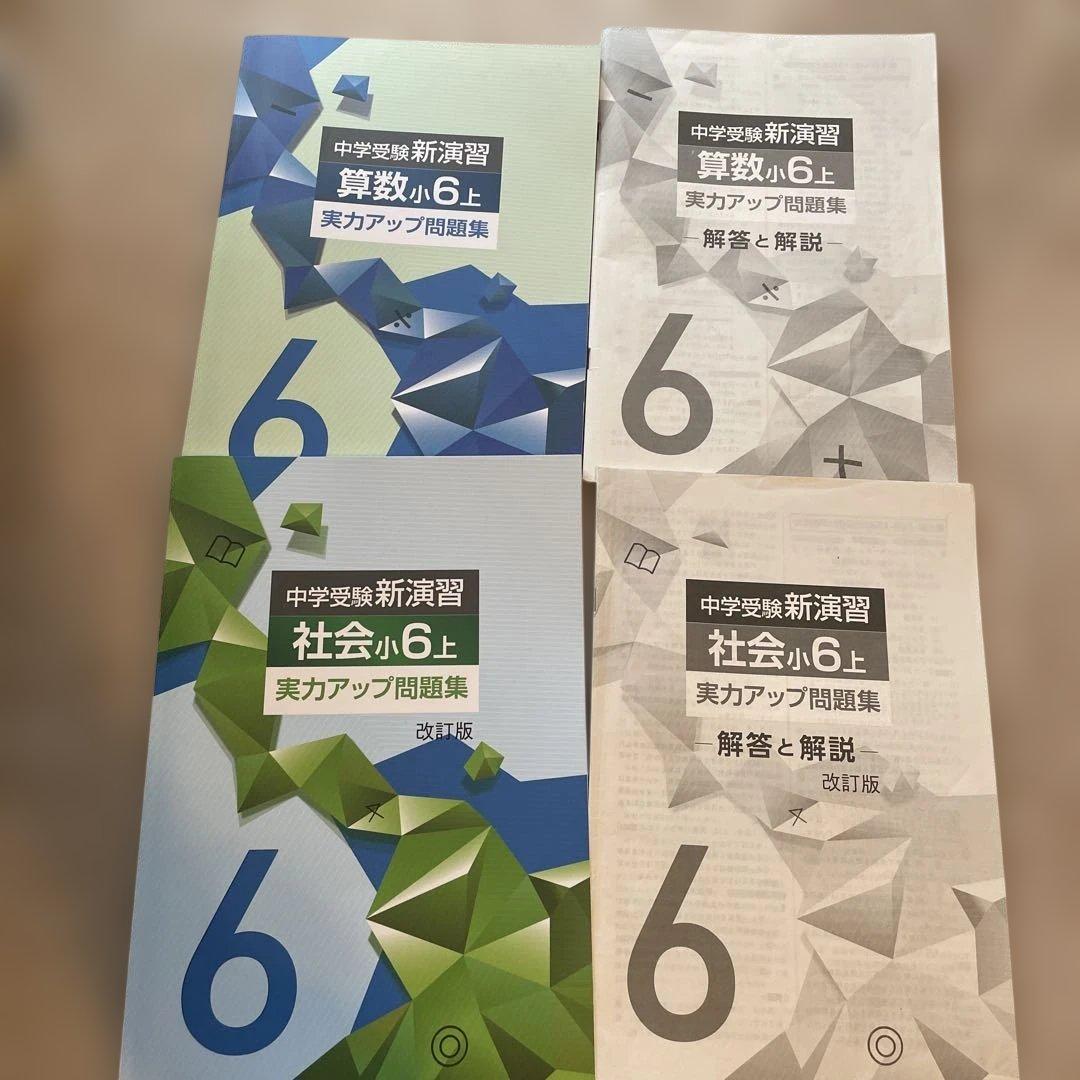 中学受験 新演習
算数小6上
実力アップ問題集
6
中学受験 新演習
算数小6上
実力アップ問題集
―解答と解説―
6
中学受験 新演習
社会小6上
実力アップ問題集
改訂版
6
中学受験 新演習
社会小6上
実力アップ問題集
―解答と解説―
改訂版
6